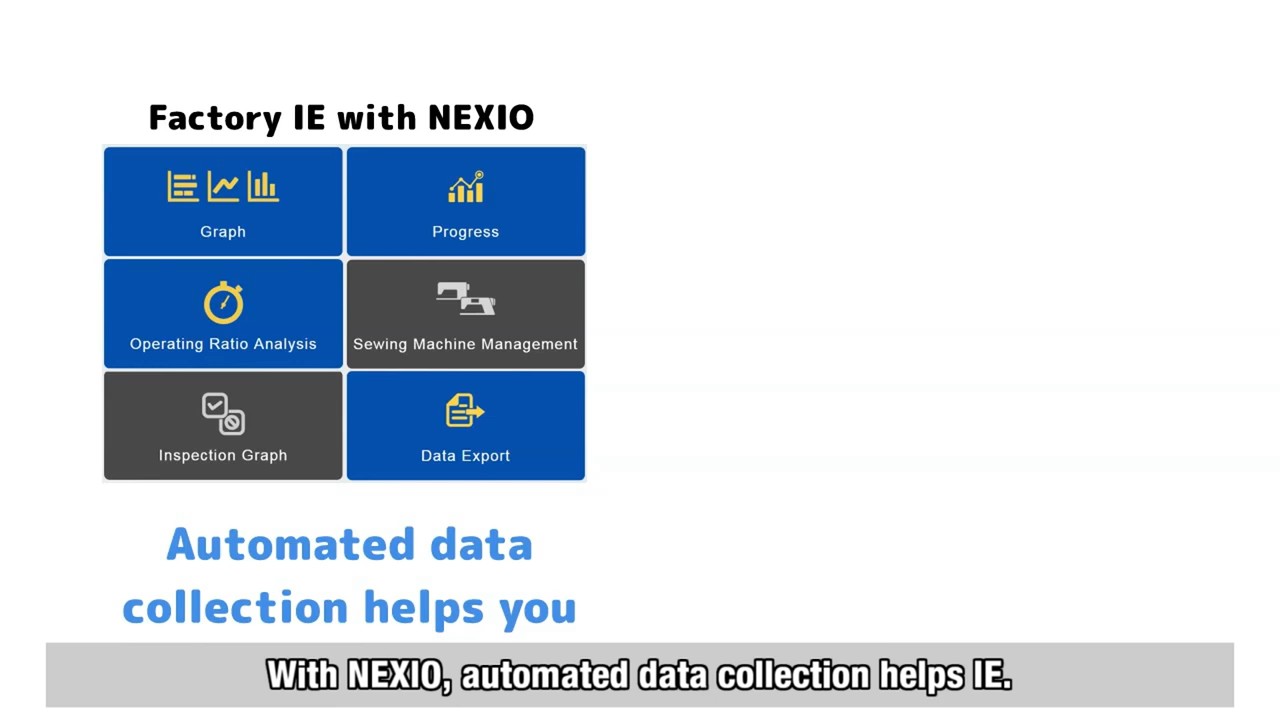 Factory IE with NEXIO
Graph
Progress
Operating Ratio Analysis
Sewing Machine Management
Inspection Graph
Data Export
Automated data
collection helps you
With NEXIO, automated data collection helps IE.